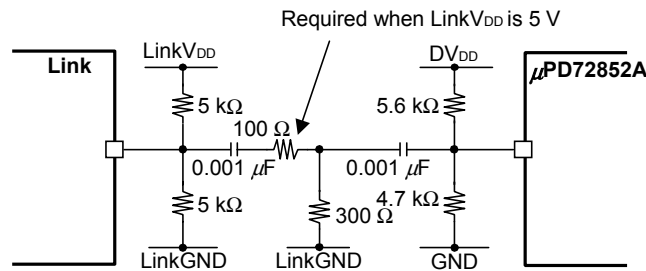 Required when LinkVDD is 5 V
Link
LinkVDD
DVDD
μPD72852A
5 kΩ
5.6 kΩ
100 Ω
0.001 μF
0.001 μF
5 kΩ
300 Ω
4.7 kΩ
LinkGND
LinkGND
GND